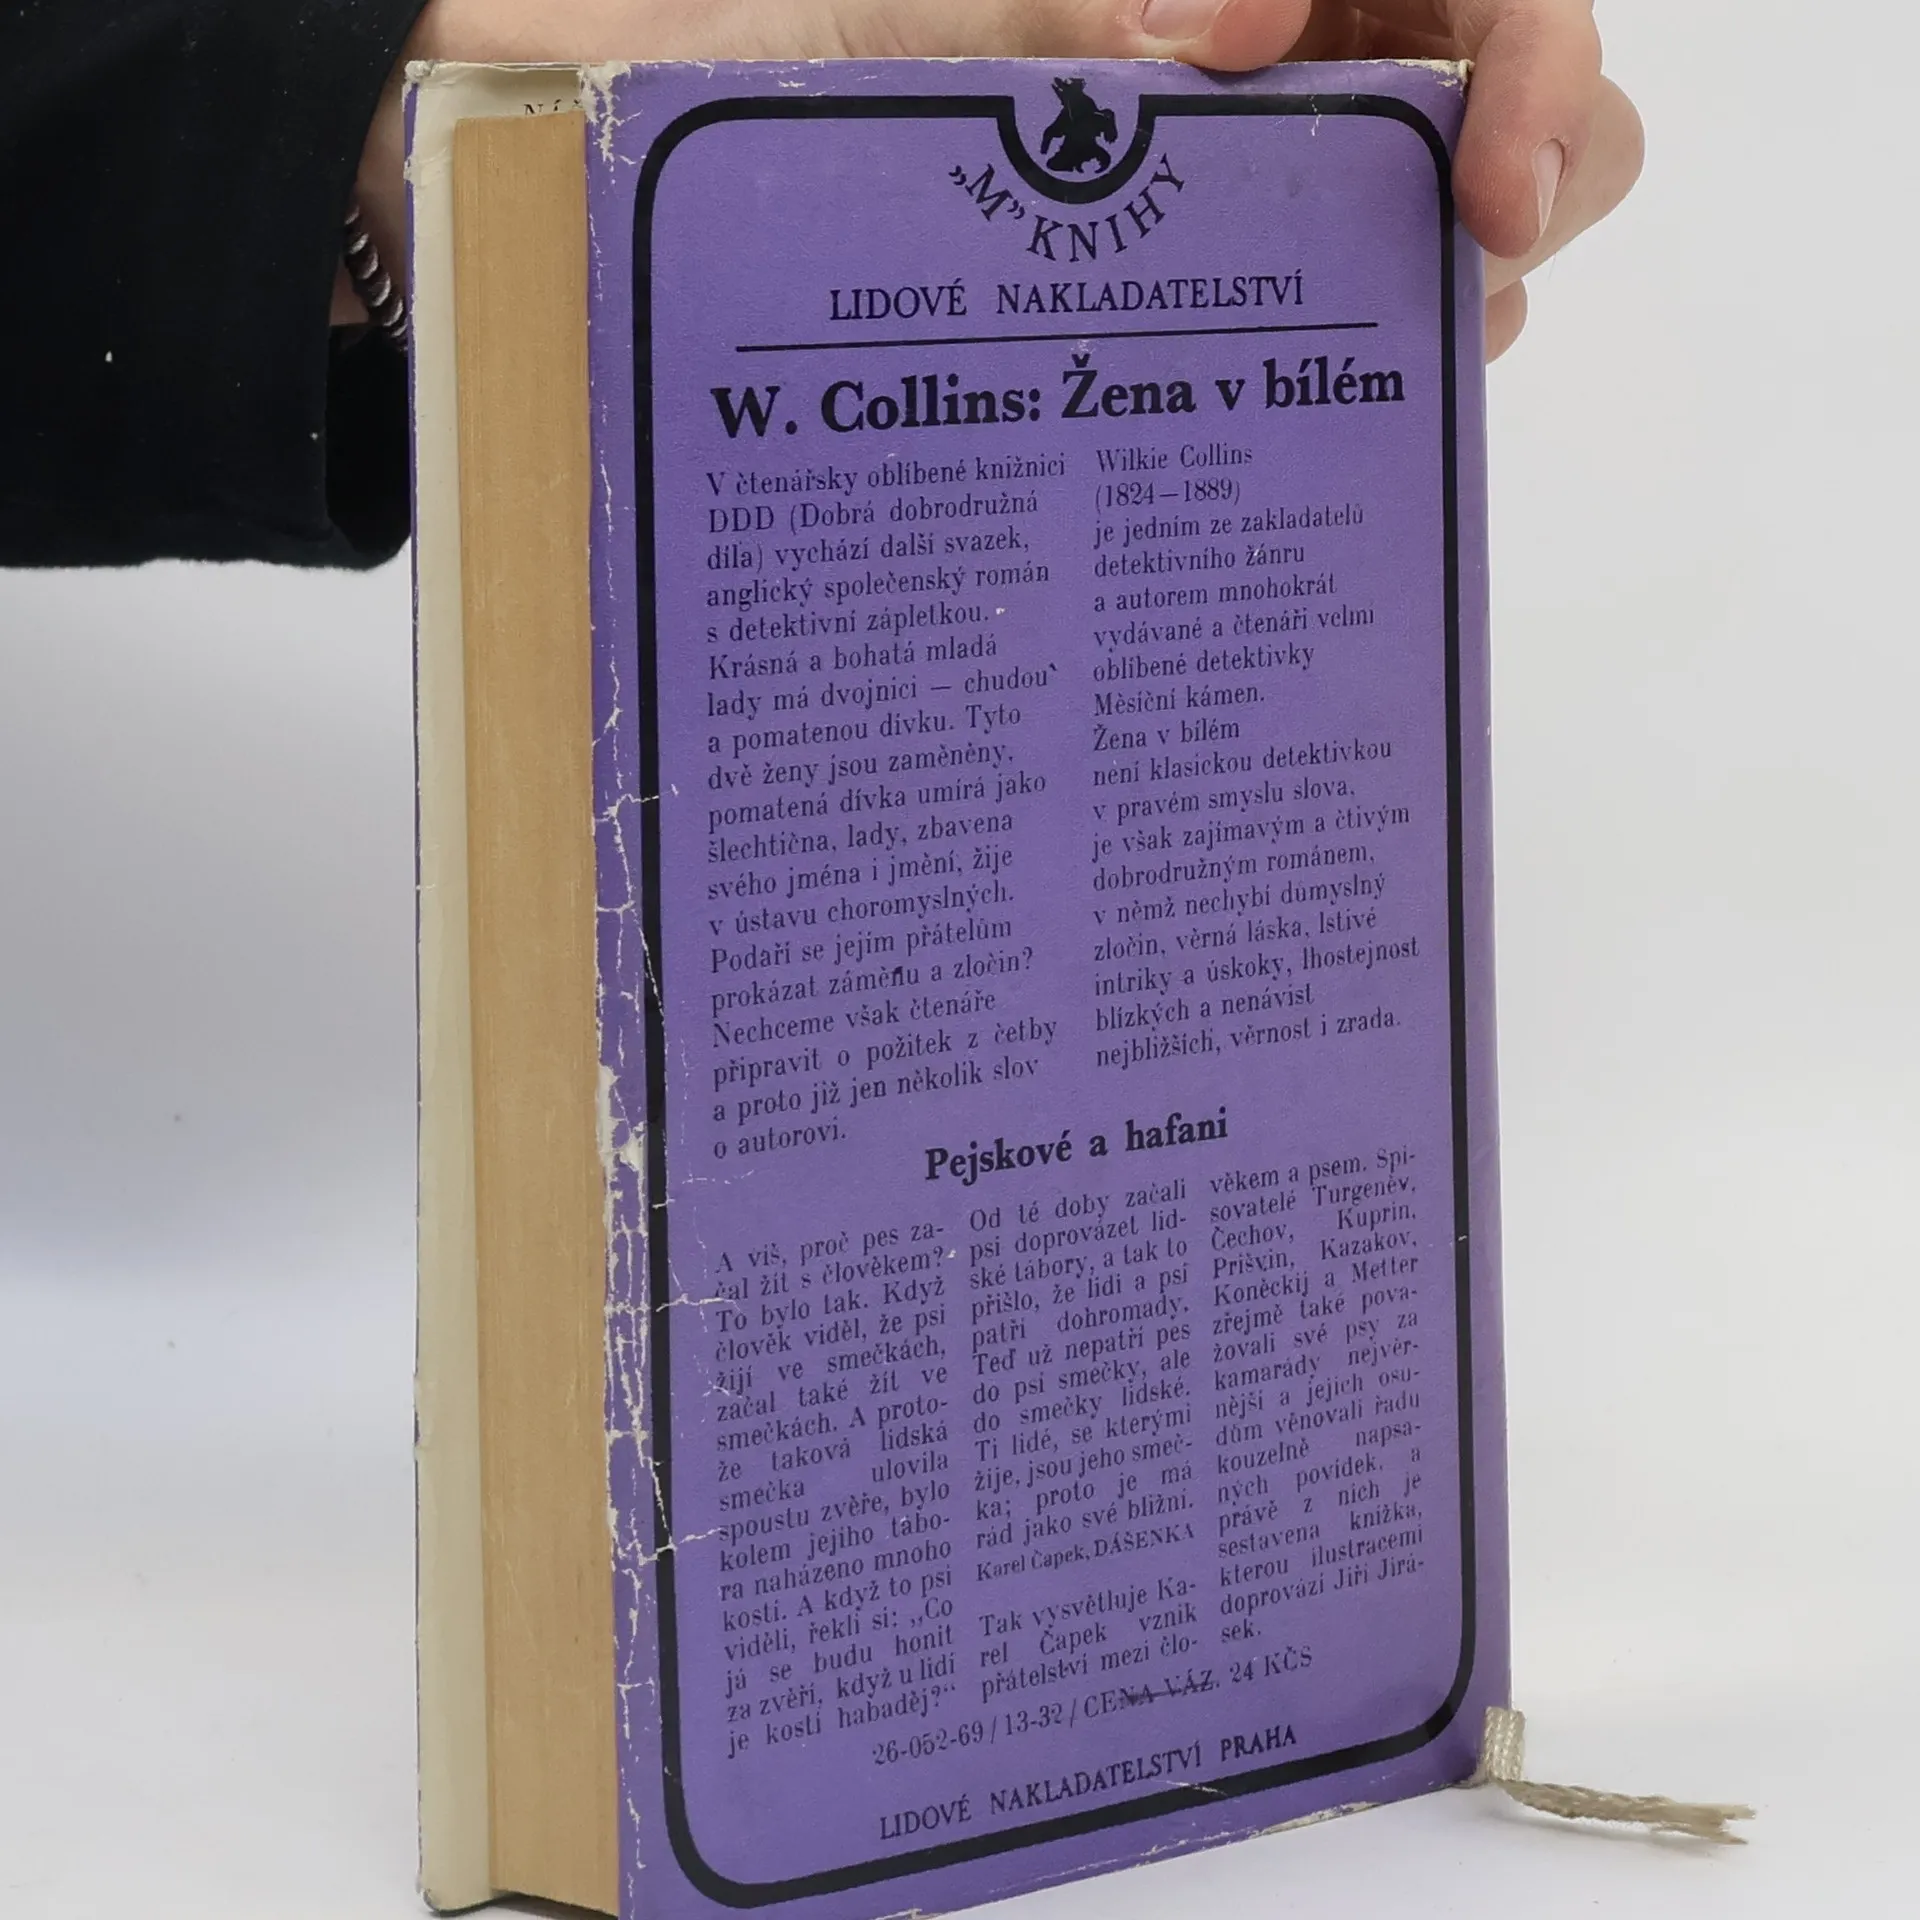 „M” KNIHY
LIDOVÉ NAKLADATELSTVÍ
W. Collins: Žena v bílém
V čtenářsky oblíbené knižnici
DDD (Dobrá dobrodružná
díla) vychází další svazek,
anglický společenský román
s detektivní zápletkou.
Krásná a bohatá mladá
lady má dvojnici — chudou
a pomatenou dívku. Tyto
dvě ženy jsou zaměněny,
pomatená dívka umírá jako
šlechtična, lady, zbavena
svého jména i jmění, žije
v ústavu choromyslných.
Podaří se jejím přátelům
prokázat záměnu a zločin?
Nechceme však čtenáře
připravit o požitek z četby
a proto již jen několik slov
o autorovi.
Wilkie Collins
(1824—1889)
je jedním ze zakladatelů
detektivního žánru
a autorem mnohokrát
vydávané a čtenáři velmi
oblíbené detektivky
Měsíční kámen.
Žena v bílém
není klasickou detektivkou
v pravém smyslu slova,
je však zajímavým a čtivým
dobrodružným románem,
v němž nechybí důmyslný
zločin, věrná láska, lstivé
intriky a úskoky, lhostejnost
blízkých a nenávist
nejbližších, věrnost i zrada.
Pejskové a hafani
A víš, proč pes za-
čal žít s člověkem?
To bylo tak. Když
člověk viděl, že psi
žijí ve smečkách,
začal také žít ve
smečkách. A proto-
že taková lidská
smečka ulovila
spoustu zvěře, bylo
kolem jejího tábo-
ra naházeno mnoho
kostí. A když to psi
viděli, řekli si: „Co
já se budu honit
za zvěří, když u lidí
je kostí habaděj?“
Od té doby začali
psi doprovázet lid-
ské tábory, a tak to
přišlo, že lidi a psi
patří dohromady.
Teď už nepatří pes
do psí smečky, ale
do smečky lidské.
Ti lidé, se kterými
žije, jsou jeho smeč-
ka; proto je má
rád jako své bližní.
Karel Čapek, DÁŠENKA
Tak vysvětluje Ka-
rel Čapek vznik
přátelství mezi člo-
věkem a psem. Spi-
sovatelé Turgeněv,
Čechov, Kuprin,
Prišvin, Kazakov,
Koněckij a Metter
zřejmě také pova-
žovali své psy za
kamarády nejvěr-
nější a jejich osu-
dům věnovali řadu
kouzelně napsa-
ných povídek, a
právě z nich je
sestavena knížka,
kterou ilustracemi
doprovází Jiří Jirá-
sek.
26-052-69 / 13-32 / CENA VÁZ. 24 KČS
LIDOVÉ NAKLADATELSTVÍ PRAHA